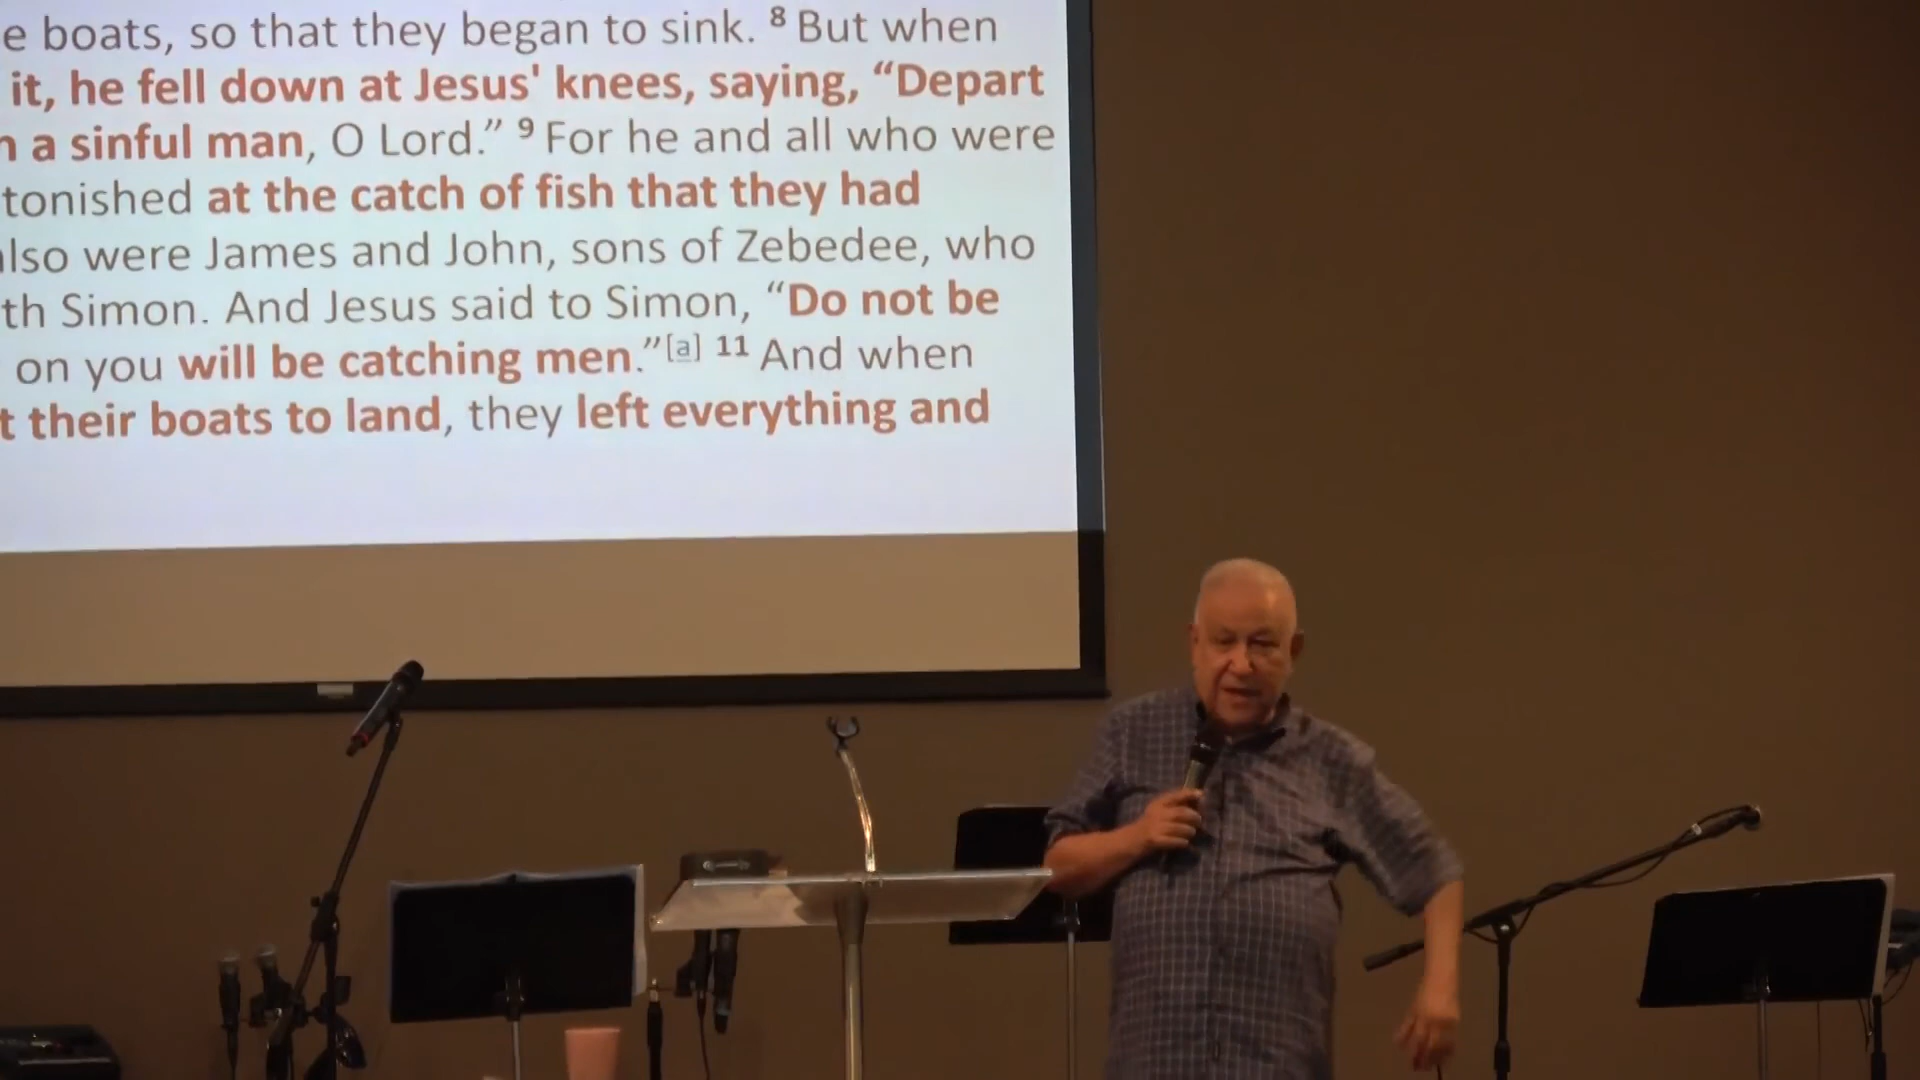 e boats, so that they began to sink. 8 But when
it, he fell down at Jesus' knees, saying, “Depart
a sinful man, O Lord.” 9 For he and all who were
tonished at the catch of fish that they had
lso were James and John, sons of Zebedee, who
th Simon. And Jesus said to Simon, “Do not be
on you will be catching men.”[a] 11 And when
t their boats to land, they left everything and